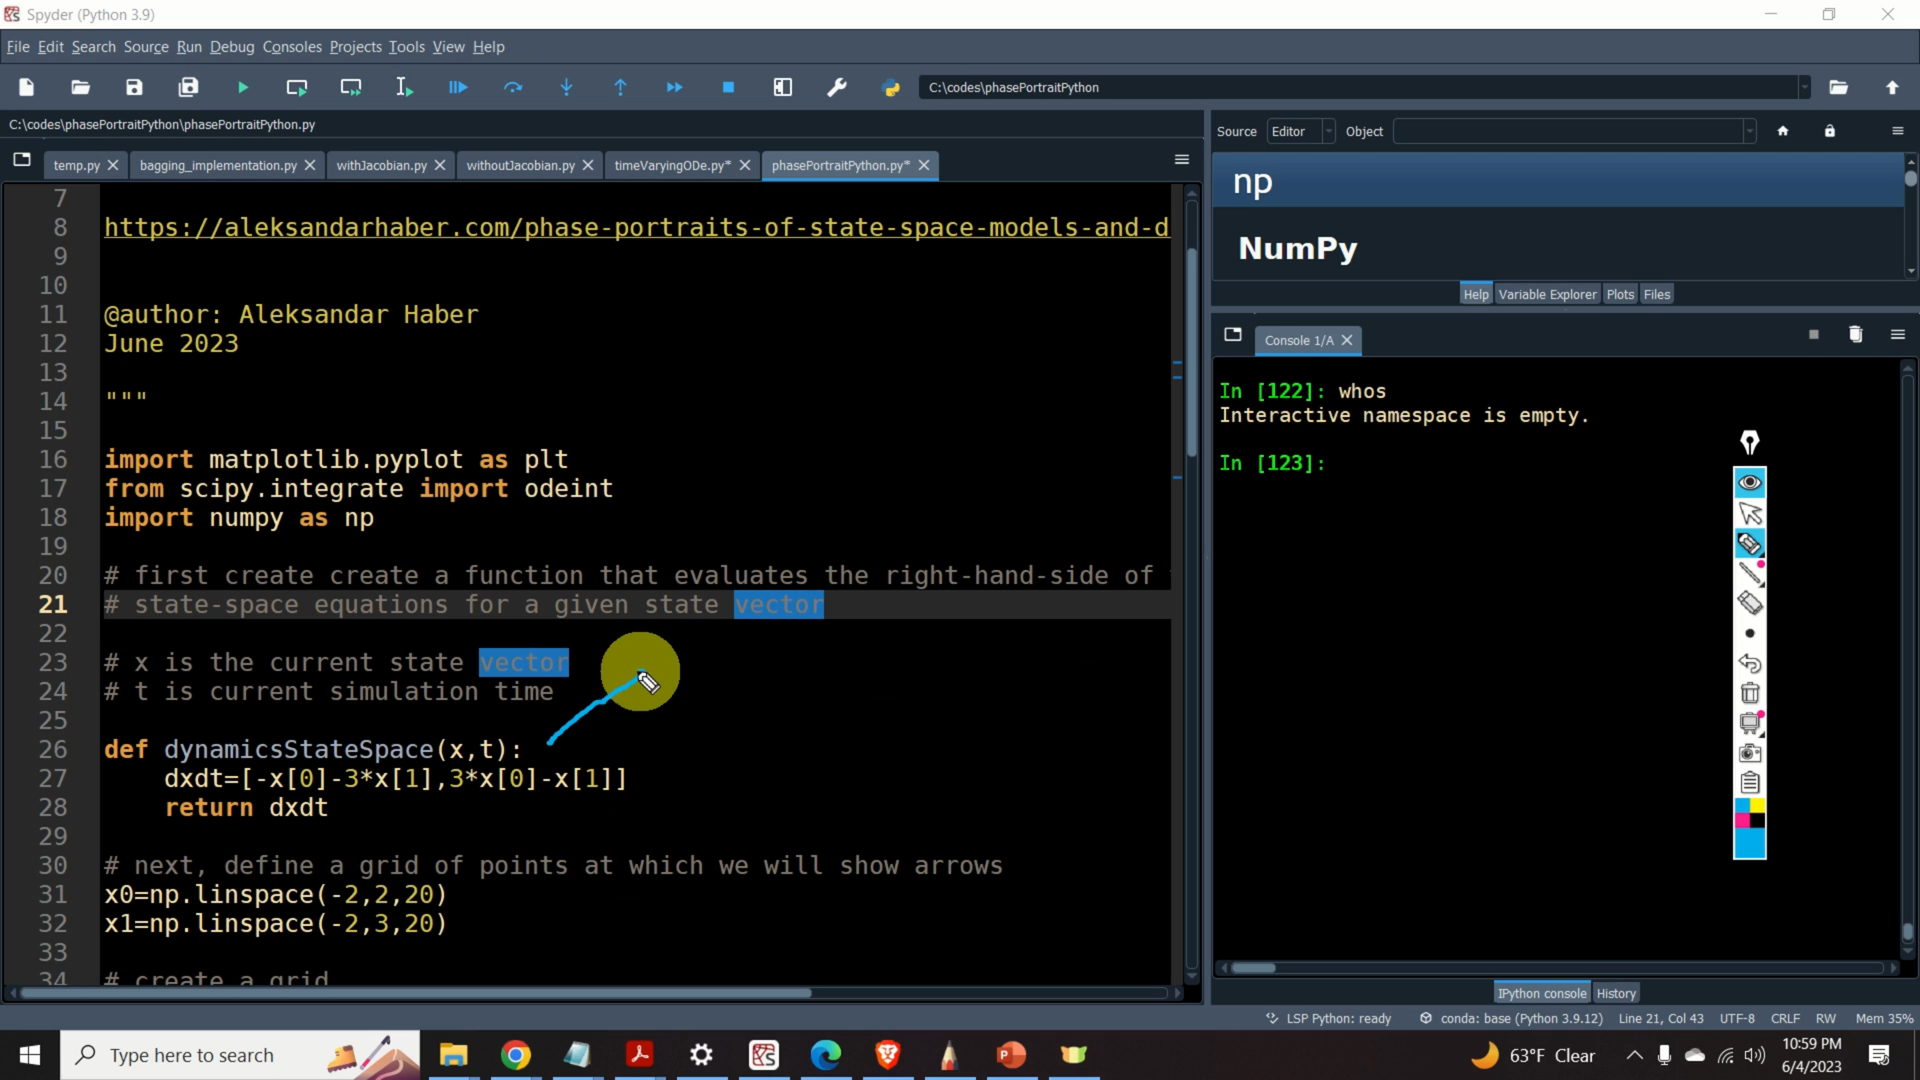 Spyder (Python 3.9)
File Edit Search Source Run Debug Consoles Projects Tools View Help
C:\codes\phasePortraitPython
C:\codes\phasePortraitPython\phasePortraitPython.py
temp.py
bagging_implementation.py
withJacobian.py
withoutJacobian.py
timeVaryingODe.py*
phasePortraitPython.py*
7
8 https://aleksandarhaber.com/phase-portraits-of-state-space-models-and-d
9
10
11 @author: Aleksandar Haber
12 June 2023
13
14 """
15
16 import matplotlib.pyplot as plt
17 from scipy.integrate import odeint
18 import numpy as np
19
20 # first create create a function that evaluates the right-hand-side of
21 # state-space equations for a given state vector
22
23 # x is the current state vector
24 # t is current simulation time
25
26 def dynamicsStateSpace(x,t):
27 dxdt=[-x[0]-3*x[1],3*x[0]-x[1]]
28 return dxdt
29
30 # next, define a grid of points at which we will show arrows
31 x0=np.linspace(-2,2,20)
32 x1=np.linspace(-2,3,20)
33
34 # create a grid
Source Editor Object
np
NumPy
Help Variable Explorer Plots Files
Console 1/A
In [122]: whos
Interactive namespace is empty.
In [123]:
IPython console History
LSP Python: ready conda: base (Python 3.9.12) Line 21, Col 43 UTF-8 CRLF RW Mem 35%
Type here to search
63°F Clear
10:59 PM
6/4/2023